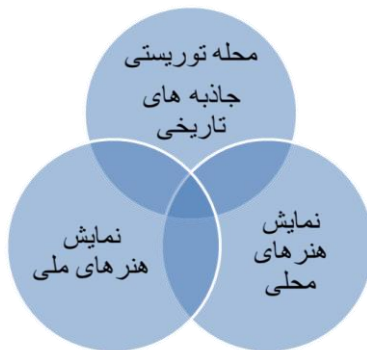 محله توریستی
جاذبه های
تاریخی
نمایش
هنرهای
محلی
نمایش
هنرهای ملی